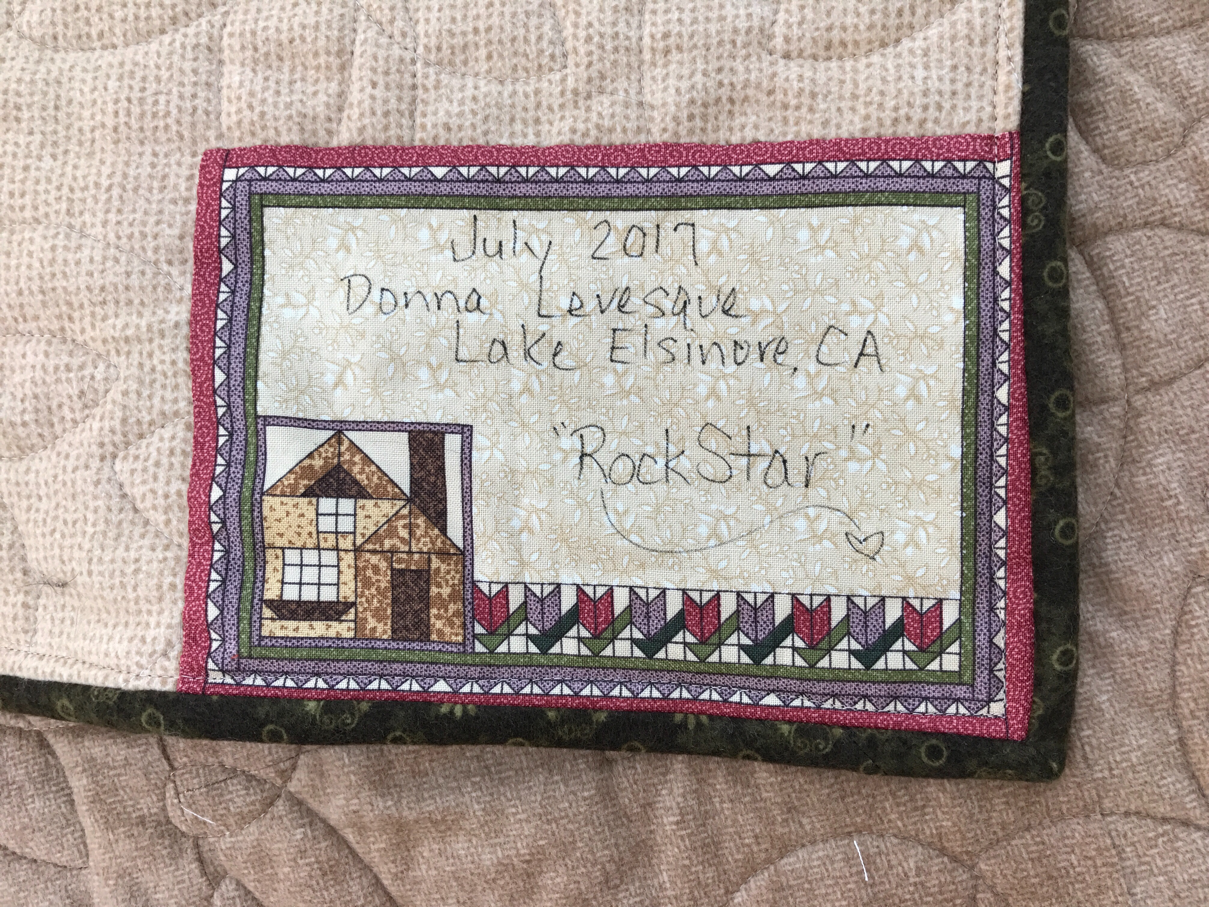 July 2017
Donna Levesque
Lake Elsinore, CA
"RockStar"